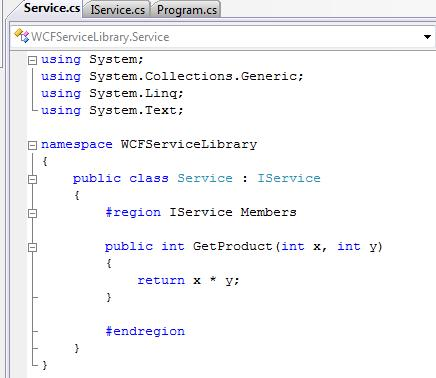 Service.cs IService.cs Program.cs
WCFServiceLibrary.Service
using System;
using System.Collections.Generic;
using System.Linq;
using System.Text;
namespace WCFServiceLibrary
{
    public class Service : IService
    {
        #region IService Members
        public int GetProduct(int x, int y)
        {
            return x * y;
        }
        #endregion
    }
}